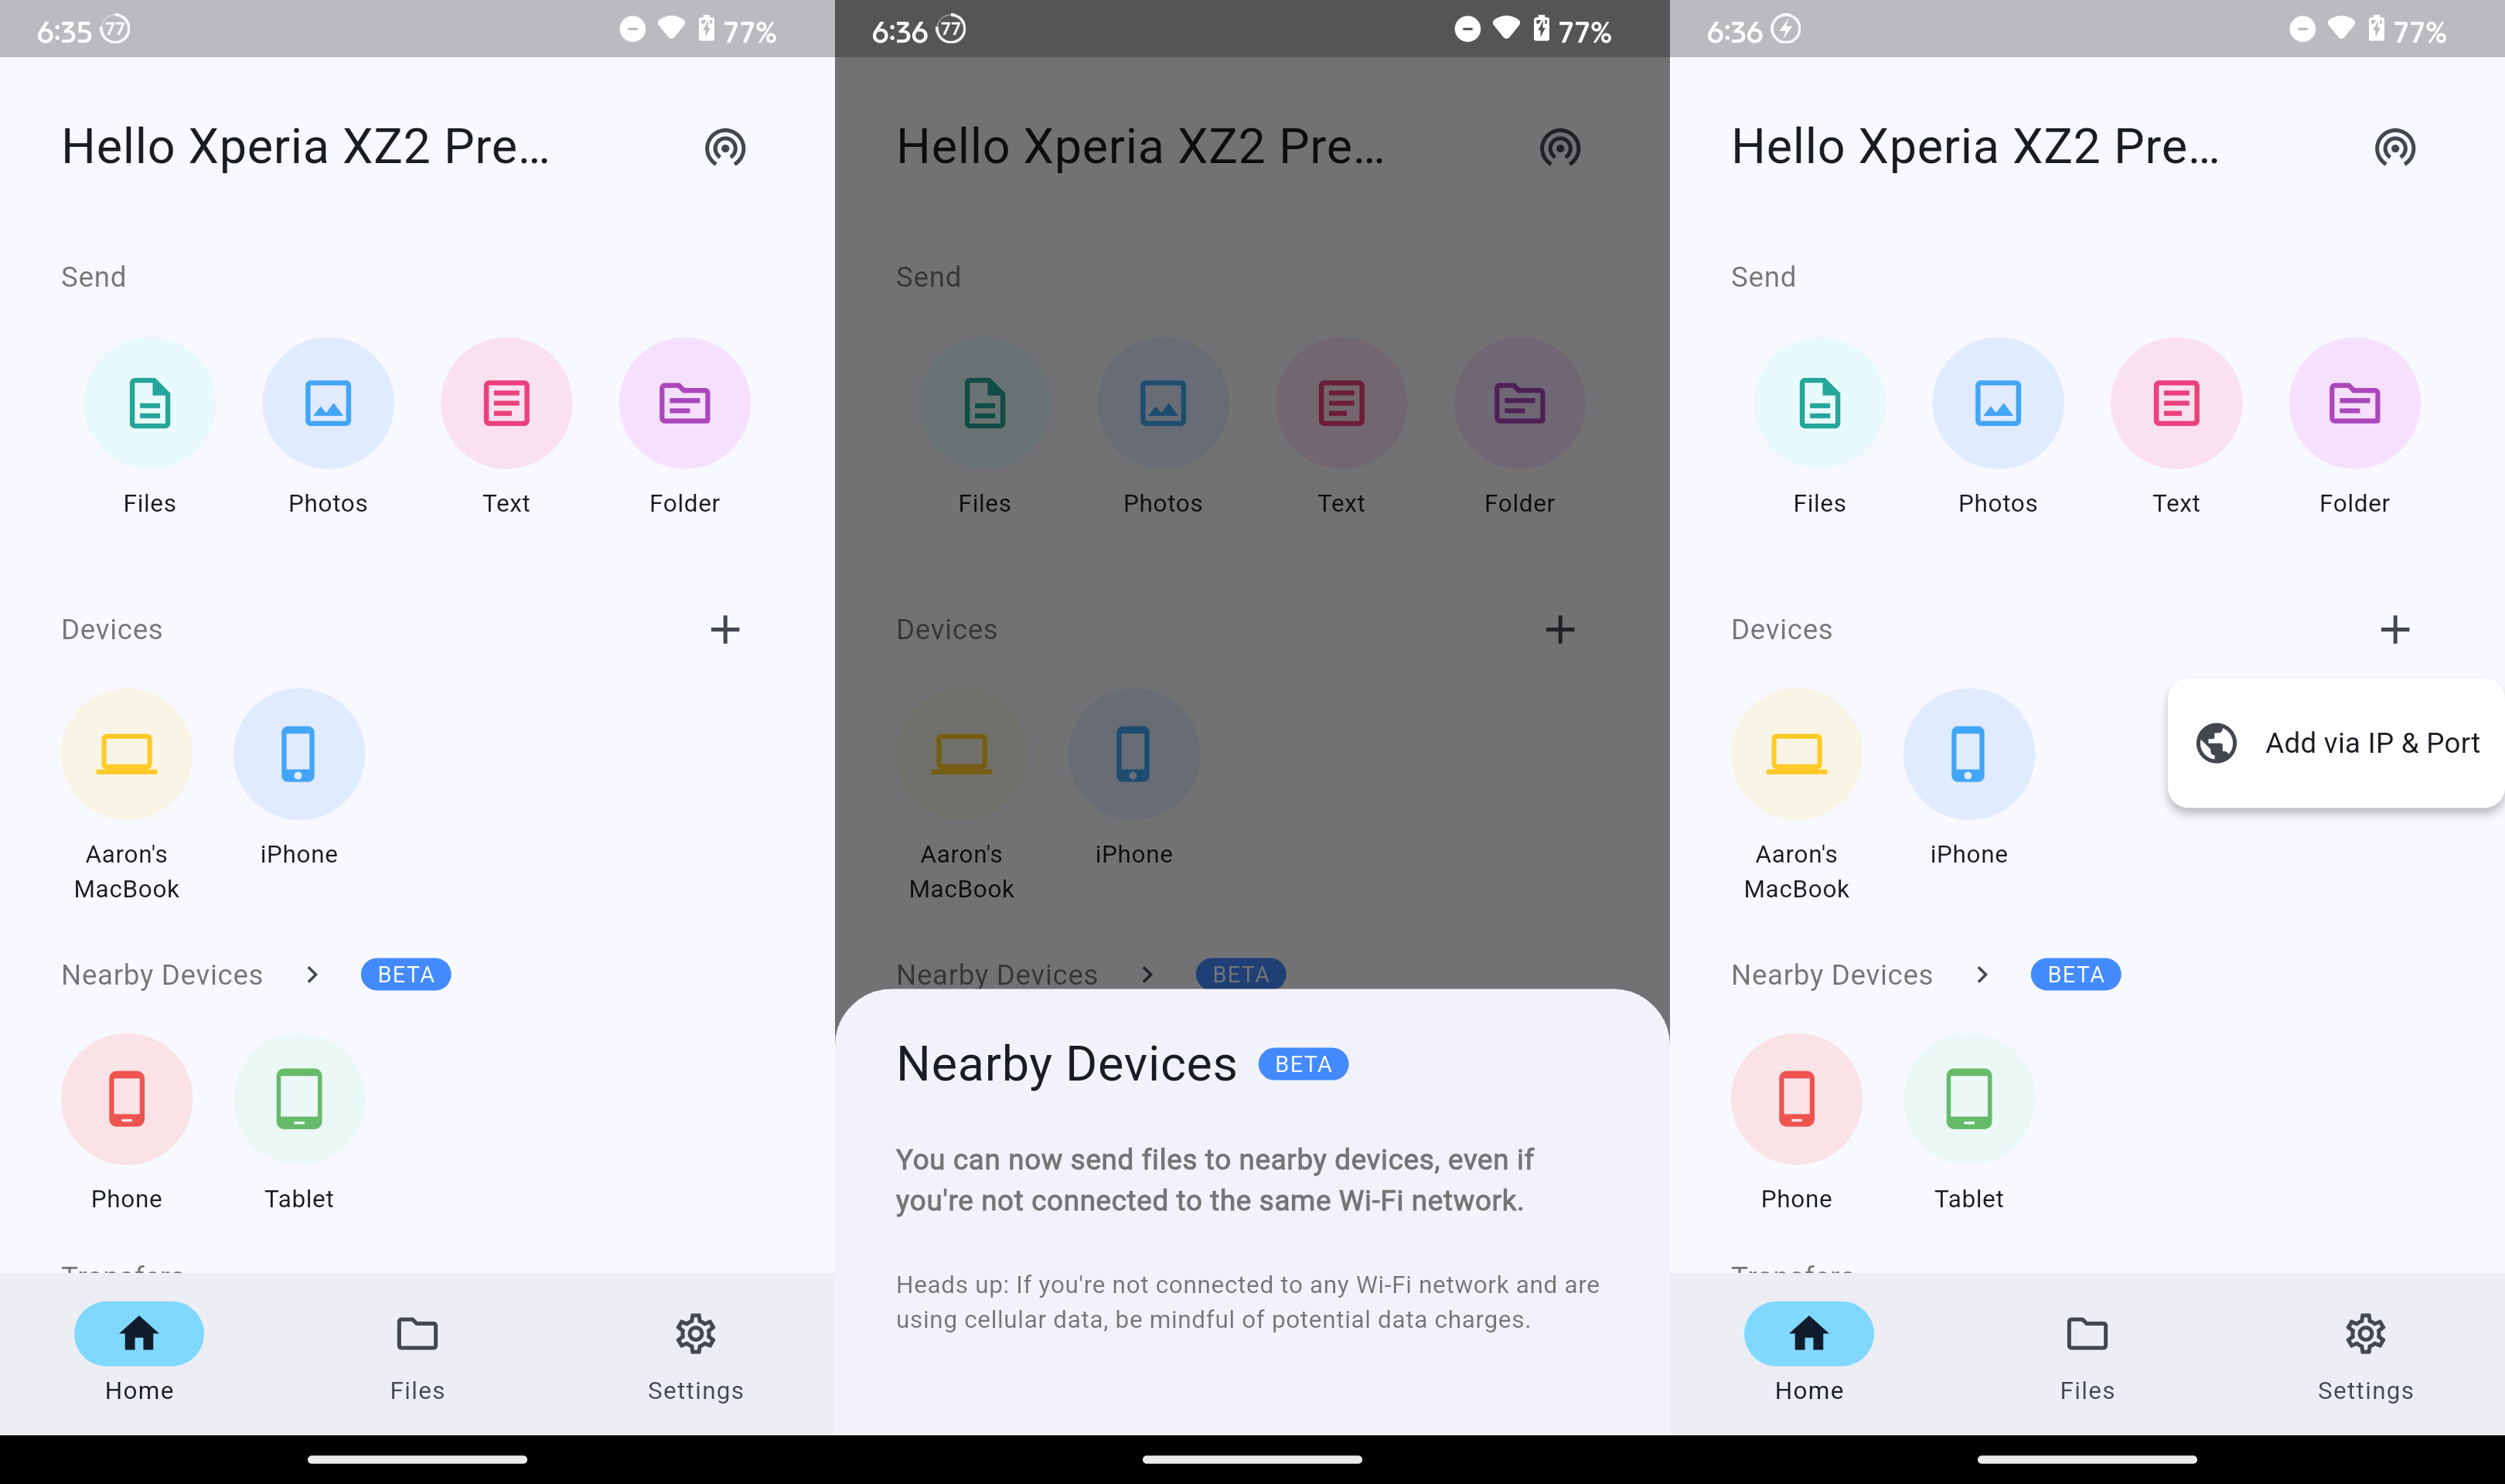 6:35 77 77%
Hello Xperia XZ2 Pre...
Send
Files Photos Text Folder
Devices
Aaron's
MacBook
iPhone
Nearby Devices BETA
Phone Tablet
Transfers
Home Files Settings
6:36 77 77%
Hello Xperia XZ2 Pre...
Send
Files Photos Text Folder
Devices
Aaron's
MacBook
iPhone
Nearby Devices BETA
Nearby Devices BETA
You can now send files to nearby devices, even if
you're not connected to the same Wi-Fi network.
Heads up: If you're not connected to any Wi-Fi network and are
using cellular data, be mindful of potential data charges.
6:36 77%
Hello Xperia XZ2 Pre...
Send
Files Photos Text Folder
Devices
Add via IP & Port
Aaron's
MacBook
iPhone
Nearby Devices BETA
Phone Tablet
Transfers
Home Files Settings